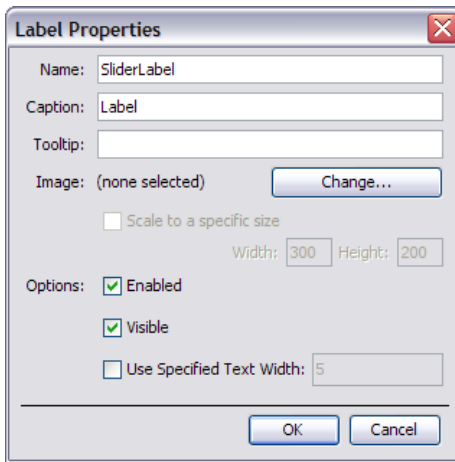 Label Properties
Name: SliderLabel
Caption: Label
Tooltip:
Image: (none selected) Change...
Scale to a specific size
Width: 300 Height: 200
Options: Enabled
Visible
Use Specified Text Width: 5
OK Cancel